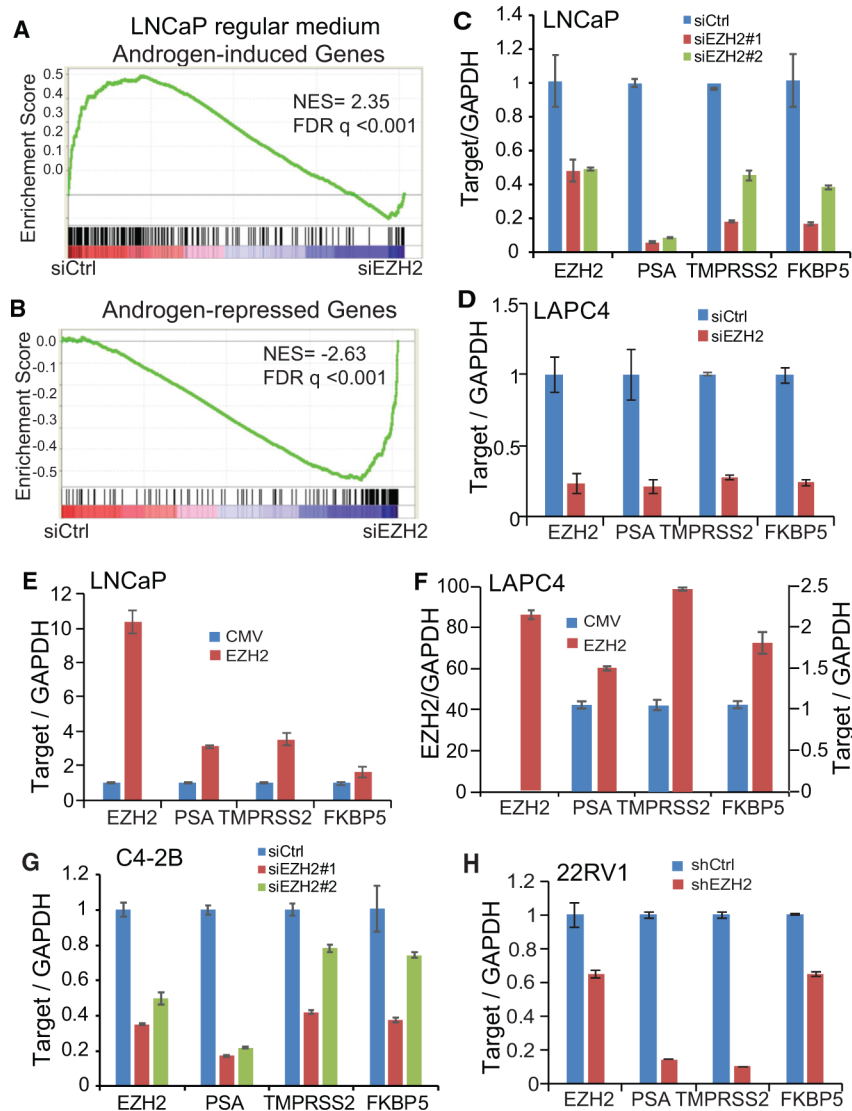 A
LNCaP regular medium
Androgen-induced Genes
Enrichement Score
0.5
0.4
0.3
0.2
0.1
0.0
NES= 2.35
FDR q <0.001
siCtrl
siEZH2
B
Androgen-repressed Genes
Enrichement Score
0.0
-0.1
-0.2
-0.3
-0.4
-0.5
NES= -2.63
FDR q <0.001
siCtrl
siEZH2
C
LNCaP
siCtrl
siEZH2#1
siEZH2#2
Target/GAPDH
1.4
1.2
1
0.8
0.6
0.4
0.2
0
EZH2 PSA TMPRSS2 FKBP5
D
LAPC4
siCtrl
siEZH2
Target / GAPDH
1.5
1
0.5
0
EZH2 PSA TMPRSS2 FKBP5
E
LNCaP
CMV
EZH2
Target / GAPDH
12
10
8
6
4
2
0
EZH2 PSA TMPRSS2 FKBP5
F
LAPC4
CMV
EZH2
EZH2/GAPDH
100
80
60
40
20
0
2.5
2
1.5
1
0.5
0
Target / GAPDH
EZH2 PSA TMPRSS2 FKBP5
G
C4-2B
siCtrl
siEZH2#1
siEZH2#2
Target / GAPDH
1.2
1
0.8
0.6
0.4
0.2
0
EZH2 PSA TMPRSS2 FKBP5
H
22RV1
shCtrl
shEZH2
Target / GAPDH
1.2
1
0.8
0.6
0.4
0.2
0
EZH2 PSA TMPRSS2 FKBP5